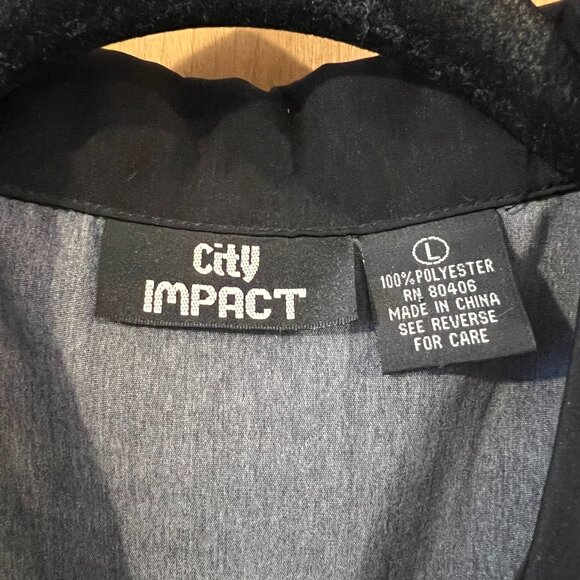 City
IMPACT
L
100% POLYESTER
RN 80406
MADE IN CHINA
SEE REVERSE
FOR CARE